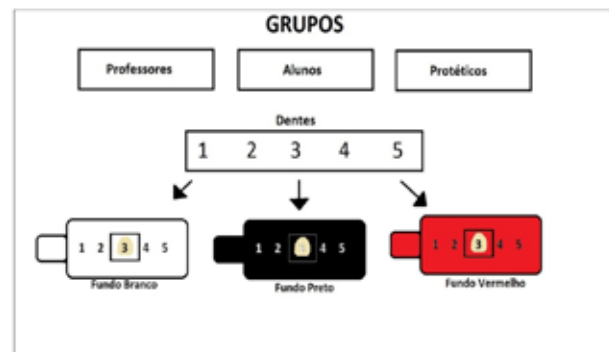 GRUPOS
Professores Alunos Protéticos
Dentes
1 2 3 4 5
1 2 3 4 5 1 2 4 5 1 2 3 4 5
Fundo Branco Fundo Preto Fundo Vermelho